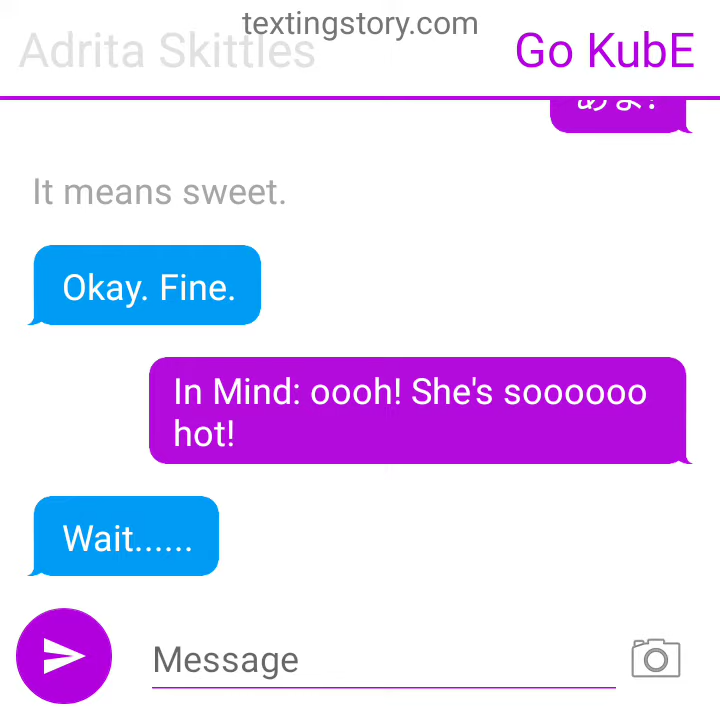 textingstory.com
Adrita Skittles
Go KubE
It means sweet.
Okay. Fine.
In Mind: oooh! She's soooooo
hot!
Wait......
Message